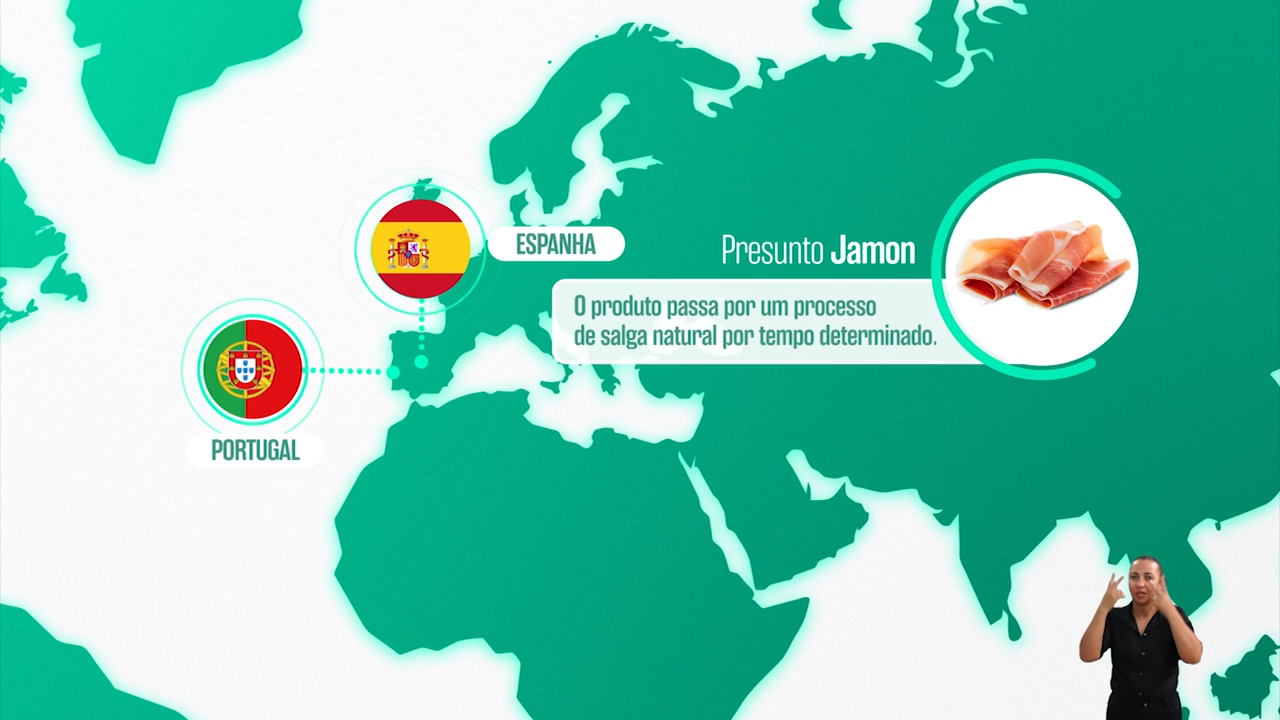 ESPANHA
Presunto Jamon
O produto passa por um processo
de salga natural por tempo determinado.
PORTUGAL